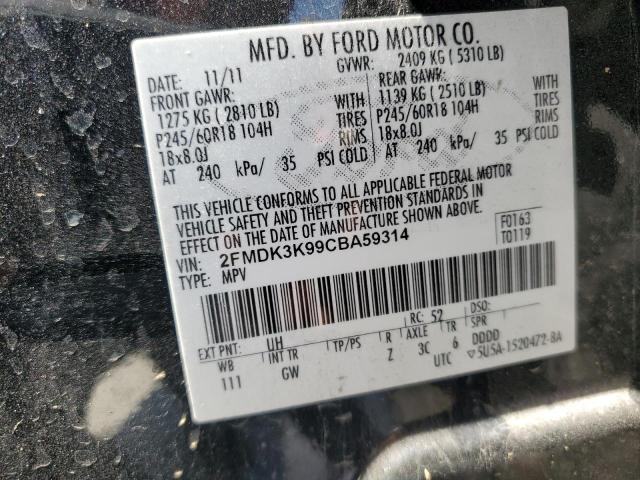 MFD. BY FORD MOTOR CO.
DATE: 11/11 GVWR: 2409 KG (5310 LB)
FRONT GAWR: REAR GAWR:
1275 KG (2810 LB) WITH 1139 KG (2510 LB) WITH
P245/60R18 104H TIRES P245/60R18 104H TIRES
18x8.0J RIMS 18x8.0J RIMS
AT 240 kPa/ 35 PSI COLD AT 240 kPa/ 35 PSI COLD
THIS VEHICLE CONFORMS TO ALL APPLICABLE FEDERAL MOTOR
VEHICLE SAFETY AND THEFT PREVENTION STANDARDS IN
EFFECT ON THE DATE OF MANUFACTURE SHOWN ABOVE.
VIN: 2FMDK3K99CBA59314 F0163
TYPE: MPV T0119
EXT PNT: UH RC: 52 DSO:
WB INT TR TP/PS R AXLE TR SPR
111 GW Z 3C 6 DDDD
UTC ▽5U5A-1520472-BA